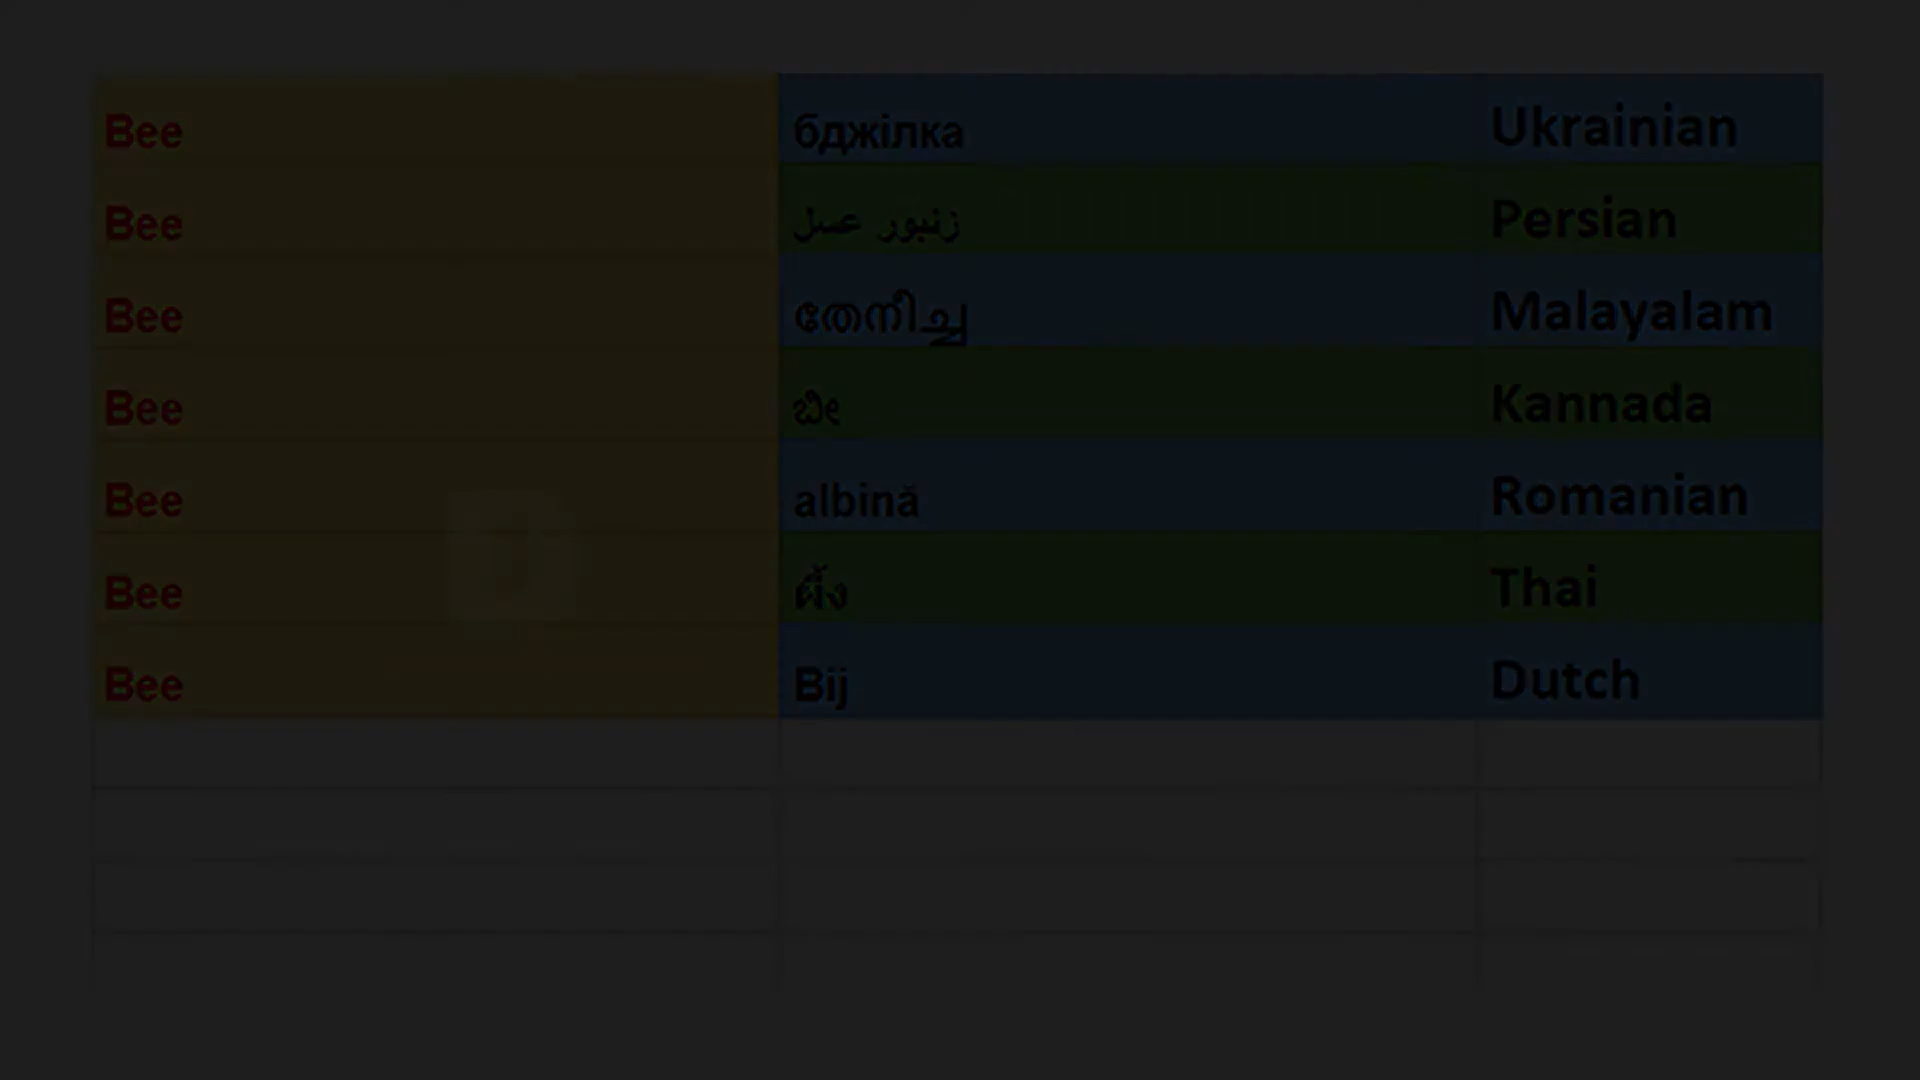 Bee бджілка Ukrainian
Bee زنبور عسل Persian
Bee തേനീച്ച Malayalam
Bee ಬೀ Kannada
Bee albină Romanian
Bee ผึ้ง Thai
Bee Bij Dutch